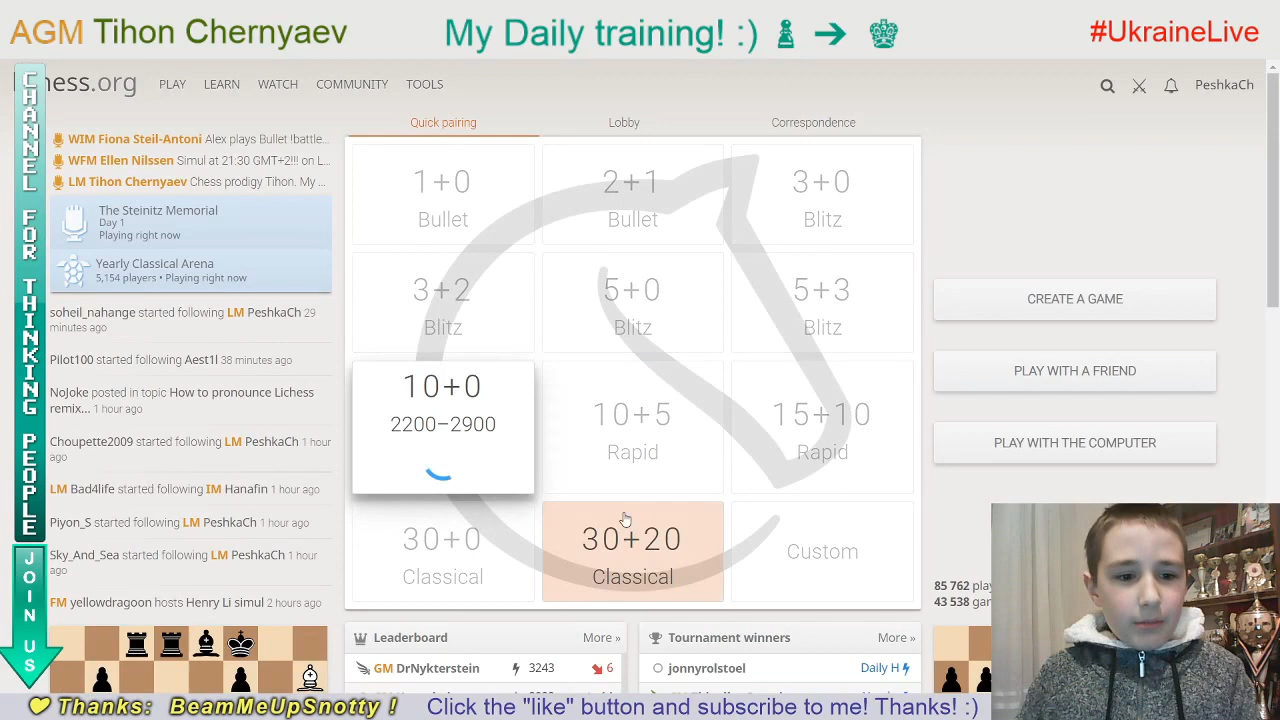 AGM Tihon Chernyaev
My Daily training! :)
#UkraineLive
hess.org
PLAY
LEARN
WATCH
COMMUNITY
TOOLS
PeshkaCh
CHANNEL FOR THINKING PEOPLE
JOIN US
WIM Fiona Steil-Antoni Alex plays Bullet !battle...
WFM Ellen Nilssen Simul at 21:30 GMT+2!!! on L...
LM Tihon Chernyaev Chess prodigy Tihon. My ...
The Steinitz Memorial
Day 1
Playing right now
Yearly Classical Arena
5,154 players • Playing right now
soheil_nahange started following LM PeshkaCh 29
minutes ago
Pilot100 started following Aest1l 38 minutes ago
NoJoke posted in topic How to pronounce Lichess
remix... 1 hour ago
Choupette2009 started following LM PeshkaCh 1 hour
ago
LM Bad4life started following IM Hanafin 1 hour ago
Piyon_S started following LM PeshkaCh 1 hour ago
Sky_And_Sea started following LM PeshkaCh 1 hour
ago
FM yellowdragoon hosts Henry Li simul 2 hours ago
Quick pairing
Lobby
Correspondence
1+0
Bullet
2+1
Bullet
3+0
Blitz
3+2
Blitz
5+0
Blitz
5+3
Blitz
10+0
2200–2900
10+5
Rapid
15+10
Rapid
30+0
Classical
30+20
Classical
Custom
CREATE A GAME
PLAY WITH A FRIEND
PLAY WITH THE COMPUTER
85 762 play
43 538 gam
Leaderboard
More »
GM DrNykterstein 3243 6
Tournament winners
More »
jonnyrolstoel Daily H
Thanks: BeamMeUpSnotty !
Click the "like" button and subscribe to me! Thanks! :)